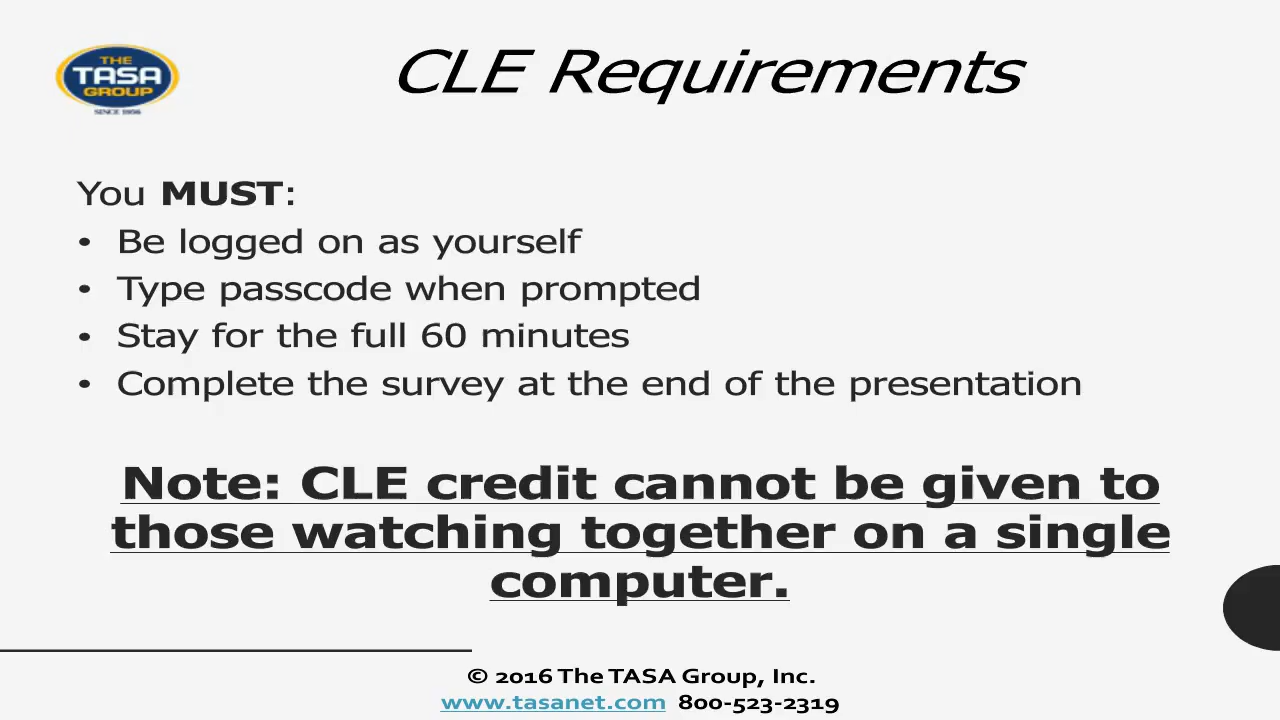 THE
TASA
GROUP
SINCE 1956
CLE Requirements
You MUST:
• Be logged on as yourself
• Type passcode when prompted
• Stay for the full 60 minutes
• Complete the survey at the end of the presentation
Note: CLE credit cannot be given to
those watching together on a single
computer.
© 2016 The TASA Group, Inc.
www.tasanet.com 800-523-2319